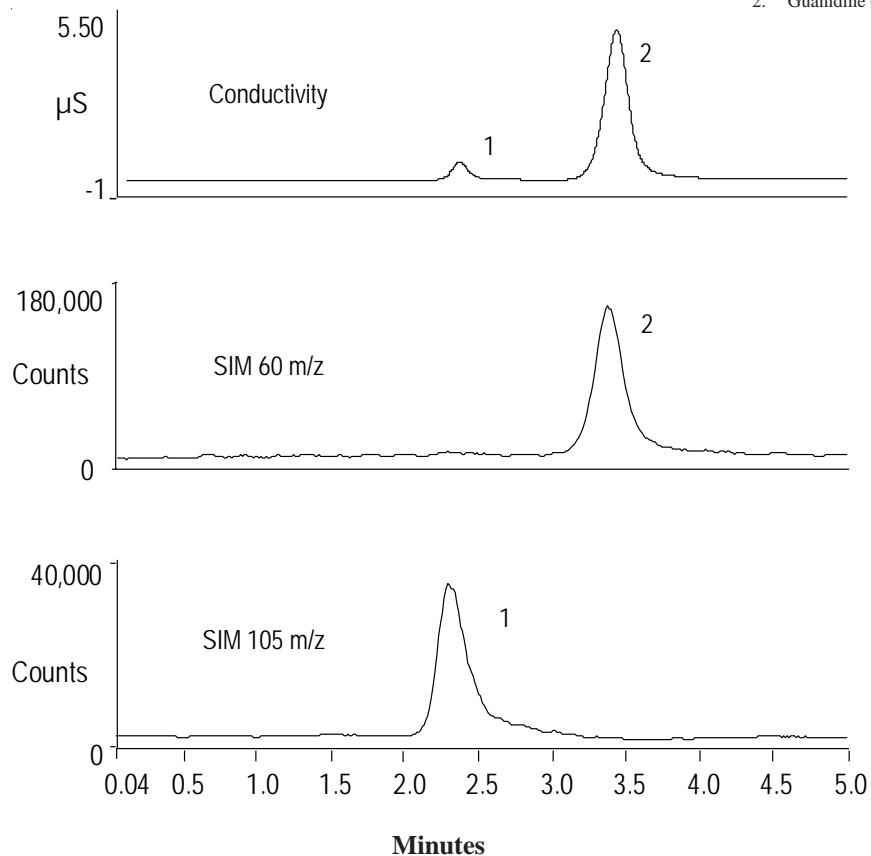 2. Guanidine
5.50
µS
Conductivity
1
2
-1
180,000
Counts
SIM 60 m/z
2
0
40,000
Counts
SIM 105 m/z
1
0
0.04 0.5 1.0 1.5 2.0 2.5 3.0 3.5 4.0 4.5 5.0
Minutes